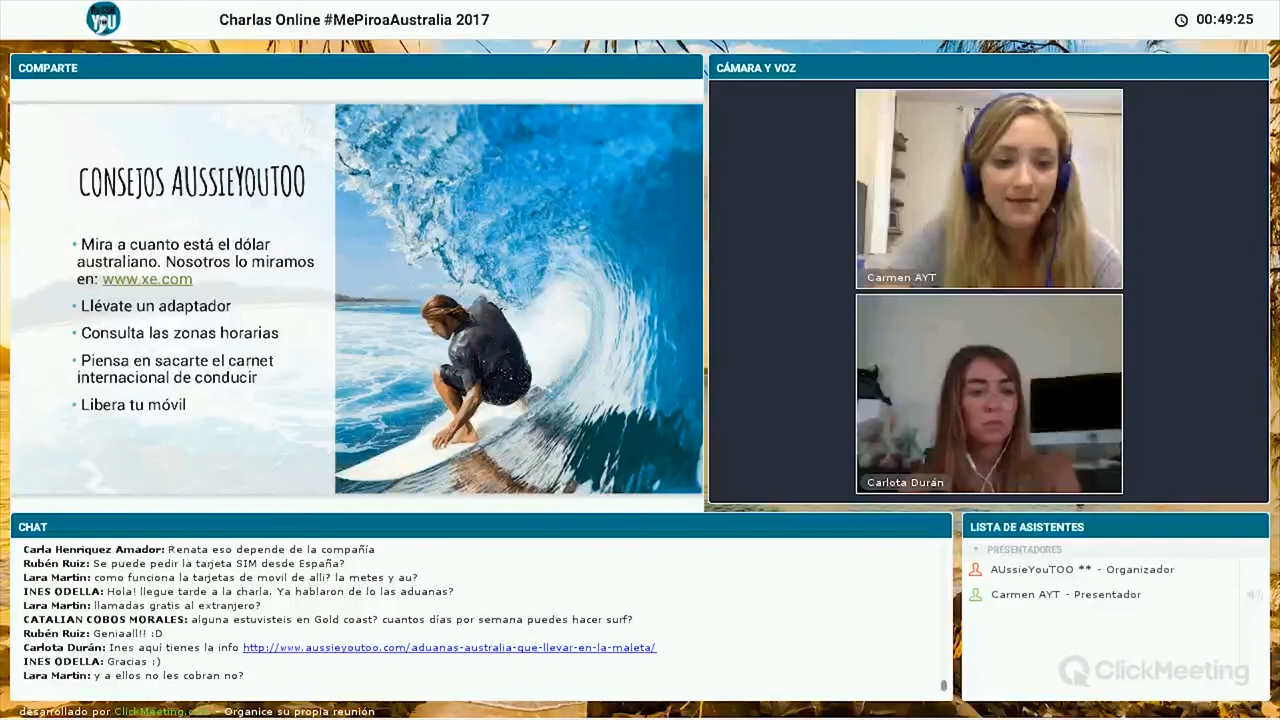 YOU
Charlas Online #MePiroaAustralia 2017
00:49:25
COMPARTE
CÁMARA Y VOZ
CONSEJOS AUSSIEYOUTOO
• Mira a cuanto está el dólar
australiano. Nosotros lo miramos
en: www.xe.com
• Llévate un adaptador
• Consulta las zonas horarias
• Piensa en sacarte el carnet
internacional de conducir
• Libera tu móvil
Carmen AYT
Carlota Durán
CHAT
Carla Henriquez Amador: Renata eso depende de la compañía
Rubén Ruiz: Se puede pedir la tarjeta SIM desde España?
Lara Martin: como funciona la tarjetas de movil de alli? la metes y au?
INES ODELLA: Hola! llegue tarde a la charla. Ya hablaron de lo las aduanas?
Lara Martin: llamadas gratis al extranjero?
CATALIAN COBOS MORALES: alguna estuvisteis en Gold coast? cuantos días por semana puedes hacer surf?
Rubén Ruiz: Geniaall!! :D
Carlota Durán: Ines aquí tienes la info http://www.aussieyoutoo.com/aduanas-australia-que-llevar-en-la-maleta/
INES ODELLA: Gracias :)
Lara Martin: y a ellos no les cobran no?
LISTA DE ASISTENTES
PRESENTADORES
AUssieYouTOO ** - Organizador
Carmen AYT - Presentador
ClickMeeting
desarrollado por ClickMeeting.com - Organice su propia reunión